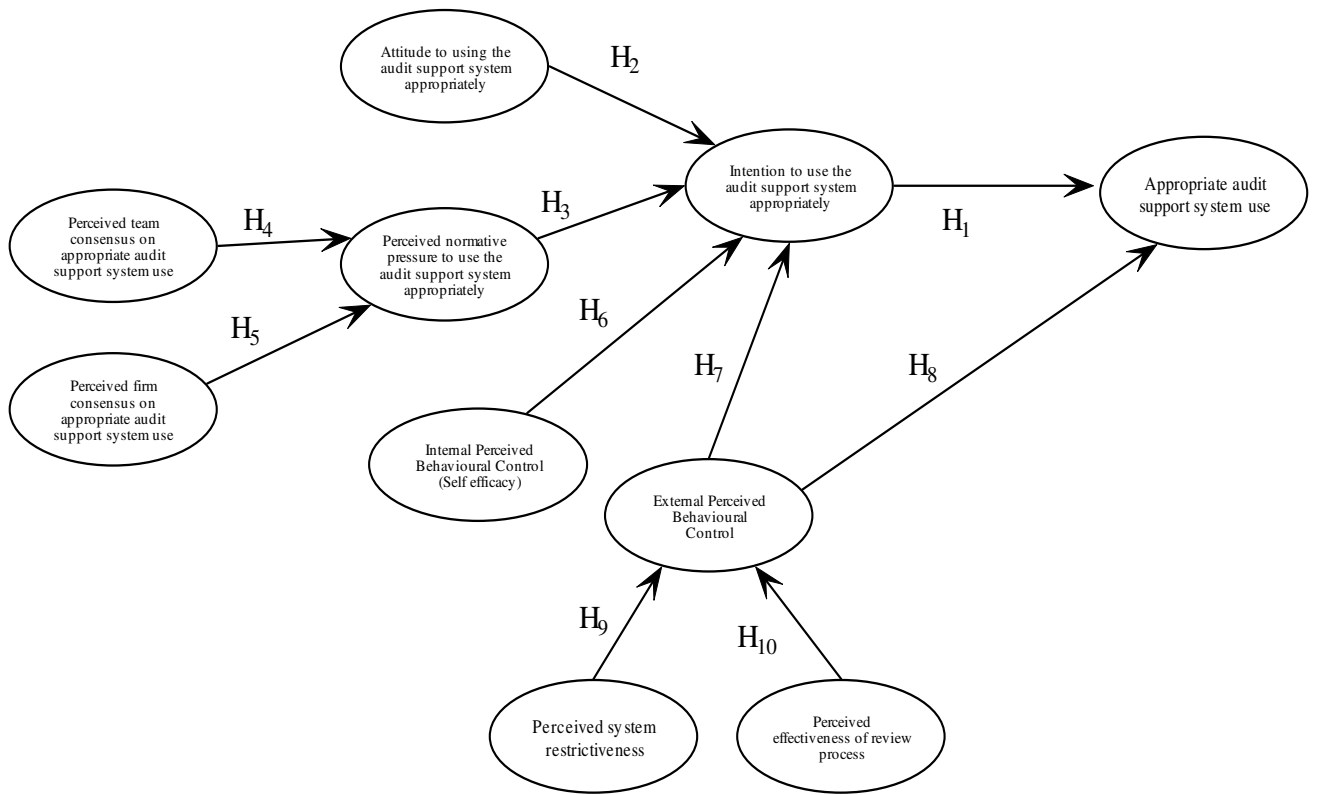 Attitude to using the
audit support system
appropriately
H2
Intention to use the
audit support system
appropriately
H1
Appropriate audit
support system use
Perceived team
consensus on
appropriate audit
support system use
H4
Perceived normative
pressure to use the
audit support system
appropriately
H3
H5
Perceived firm
consensus on
appropriate audit
support system use
H6
H7
H8
Internal Perceived
Behavioural Control
(Self efficacy)
External Perceived
Behavioural
Control
H9
H10
Perceived system
restrictiveness
Perceived
effectiveness of review
process